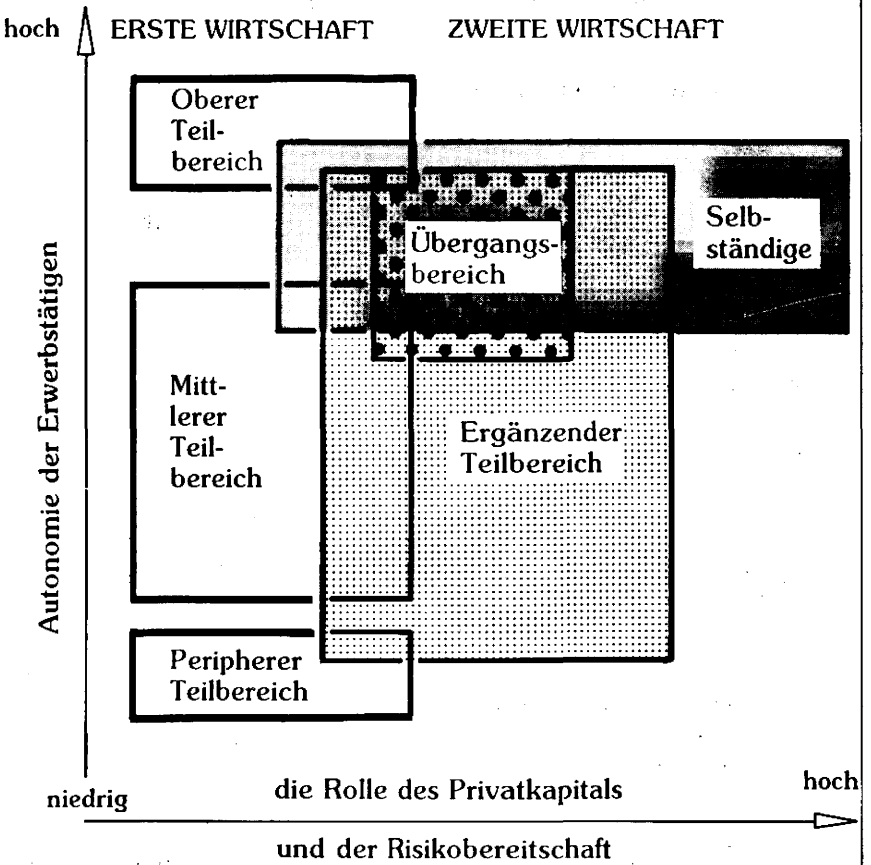 hoch
ERSTE WIRTSCHAFT
ZWEITE WIRTSCHAFT
Oberer
Teil-
bereich
Übergangs-
bereich
Selb-
ständige
Autonomie der Erwerbstätigen
Mitt-
lerer
Teil-
bereich
Ergänzender
Teilbereich
Peripherer
Teilbereich
niedrig
die Rolle des Privatkapitals
hoch
und der Risikobereitschaft